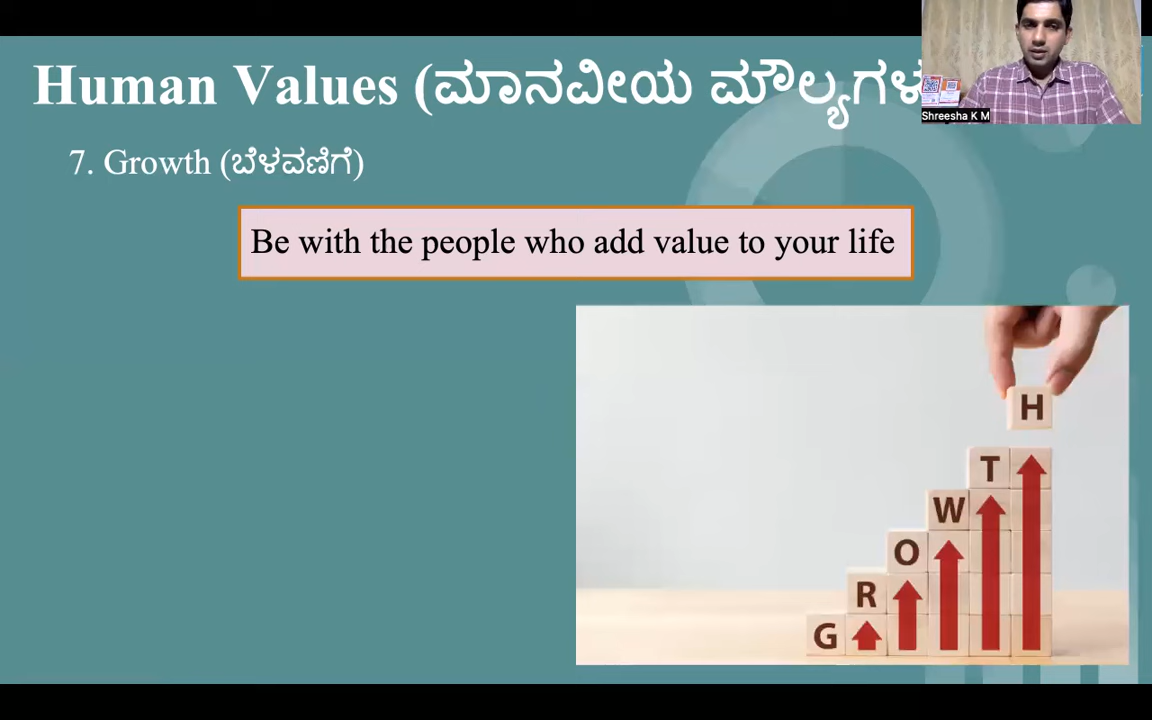 Human Values (ಮಾನವೀಯ ಮೌಲ್ಯಗಳ
Shreesha K M
7. Growth (ಬೆಳವಣಿಗೆ)
Be with the people who add value to your life
H
T
W
O
R
G